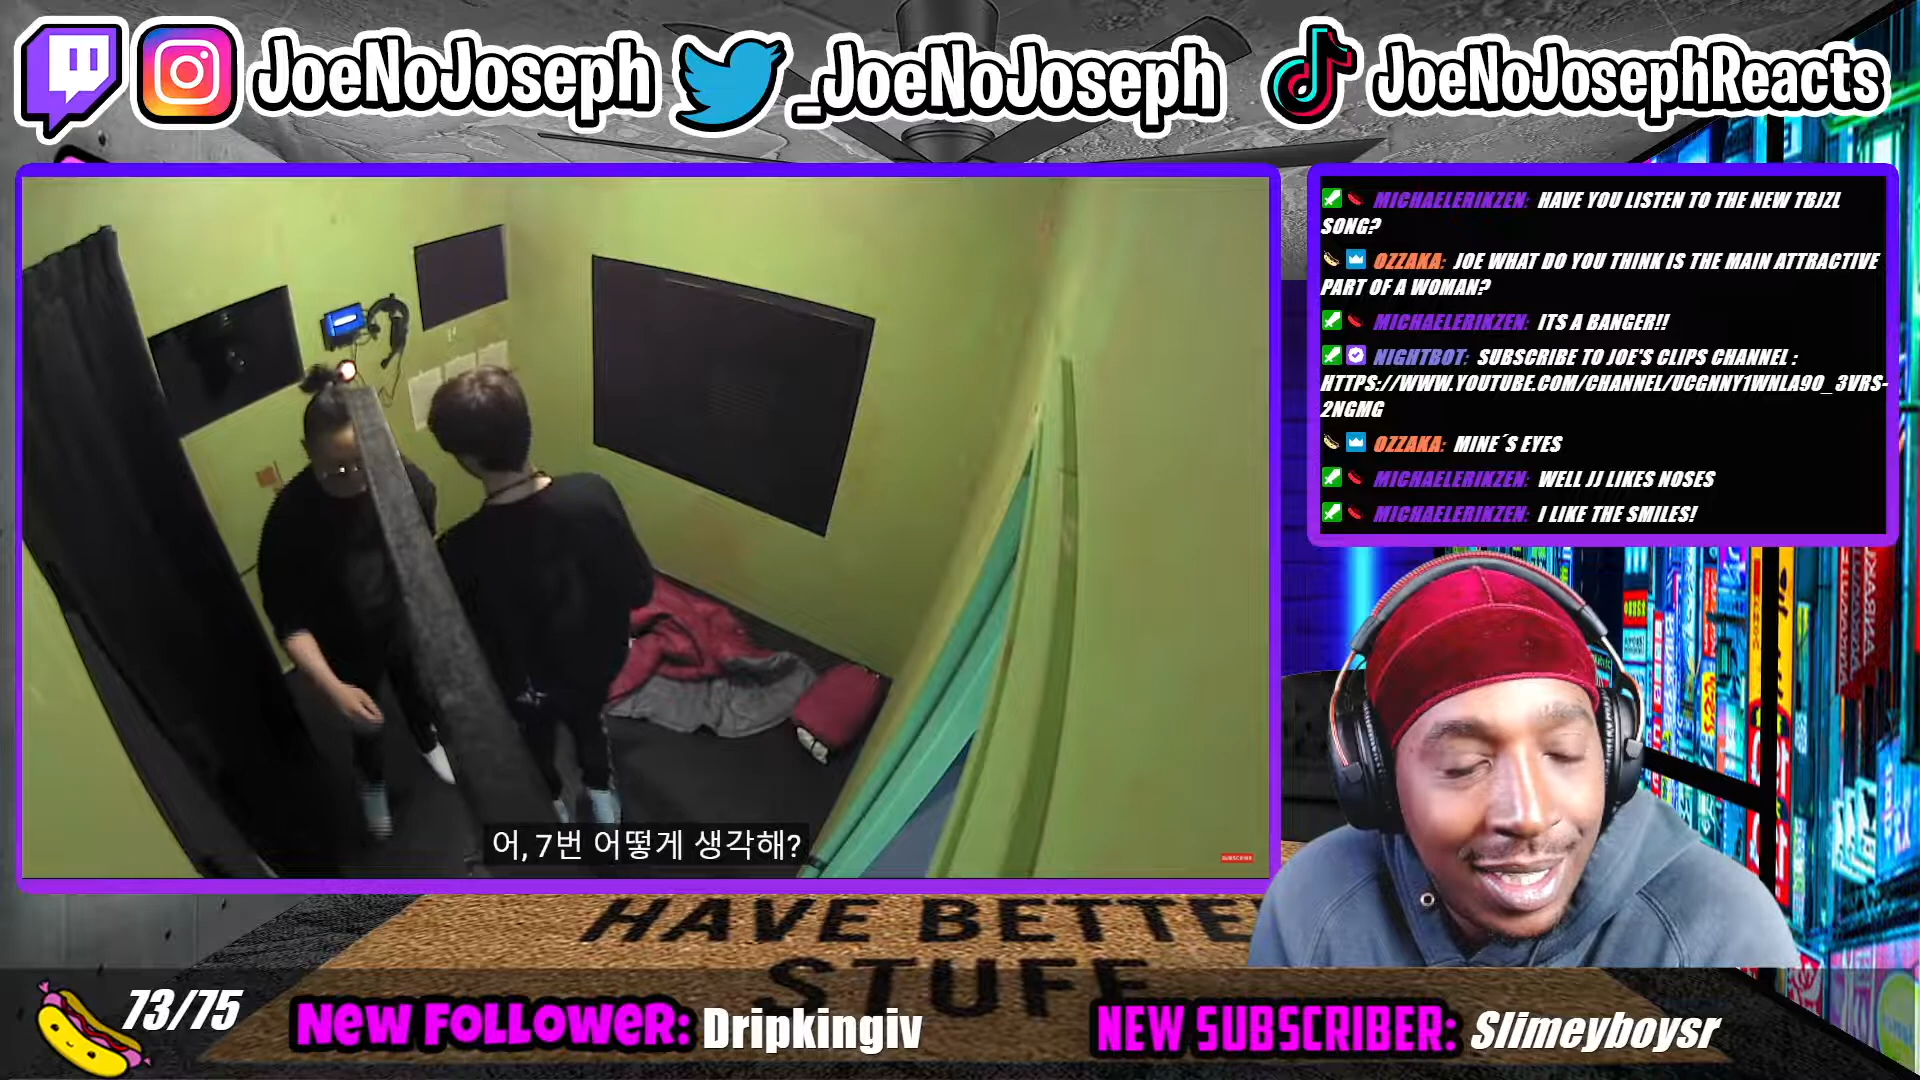 JoeNoJoseph _JoeNoJoseph JoeNoJosephReacts
MICHAELERIKZEN: HAVE YOU LISTEN TO THE NEW TBJZL
SONG?
OZZAKA: JOE WHAT DO YOU THINK IS THE MAIN ATTRACTIVE
PART OF A WOMAN?
MICHAELERIKZEN: ITS A BANGER!!
NIGHTBOT: SUBSCRIBE TO JOE'S CLIPS CHANNEL :
HTTPS://WWW.YOUTUBE.COM/CHANNEL/UCGNNY1WNLA9O_3VRS-
2NGMG
OZZAKA: MINE´S EYES
MICHAELERIKZEN: WELL JJ LIKES NOSES
MICHAELERIKZEN: I LIKE THE SMILES!
어, 7번 어떻게 생각해?
SUBSCRIBE
HAVE BETTE
STUFF
73/75
NEW FOLLOWER: Dripkingiv
NEW SUBSCRIBER: Slimeyboysr